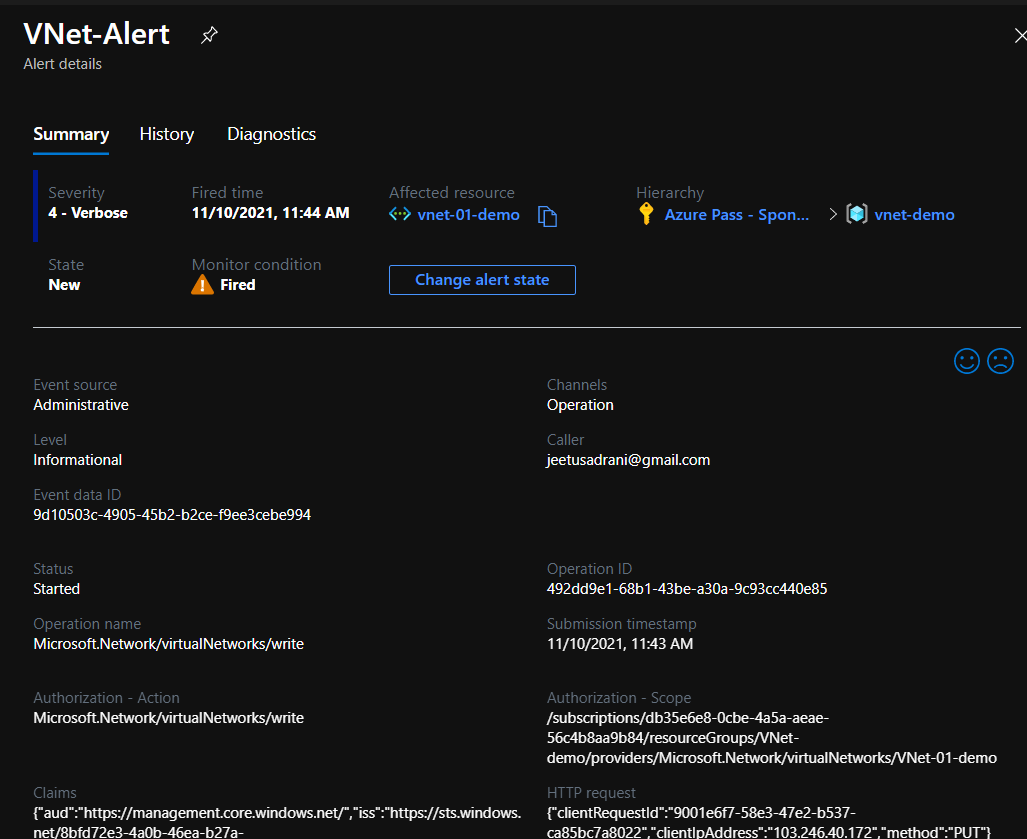 VNet-Alert
Alert details
Summary History Diagnostics
Severity Fired time Affected resource Hierarchy
4 - Verbose 11/10/2021, 11:44 AM vnet-01-demo Azure Pass - Spon... > vnet-demo
State Monitor condition
New Fired Change alert state
Event source Channels
Administrative Operation
Level Caller
Informational jeetusadrani@gmail.com
Event data ID
9d10503c-4905-45b2-b2ce-f9ee3cebe994
Status Operation ID
Started 492dd9e1-68b1-43be-a30a-9c93cc440e85
Operation name Submission timestamp
Microsoft.Network/virtualNetworks/write 11/10/2021, 11:43 AM
Authorization - Action Authorization - Scope
Microsoft.Network/virtualNetworks/write /subscriptions/db35e6e8-0cbe-4a5a-aeae-
56c4b8aa9b84/resourceGroups/VNet-
demo/providers/Microsoft.Network/virtualNetworks/VNet-01-demo
Claims HTTP request
{"aud":"https://management.core.windows.net/","iss":"https://sts.windows. {"clientRequestId":"9001e6f7-58e3-47e2-b537-
net/8bfd72e3-4a0b-46ea-b27a- ca85bc7a8022","clientIpAddress":"103.246.40.172","method":"PUT"}